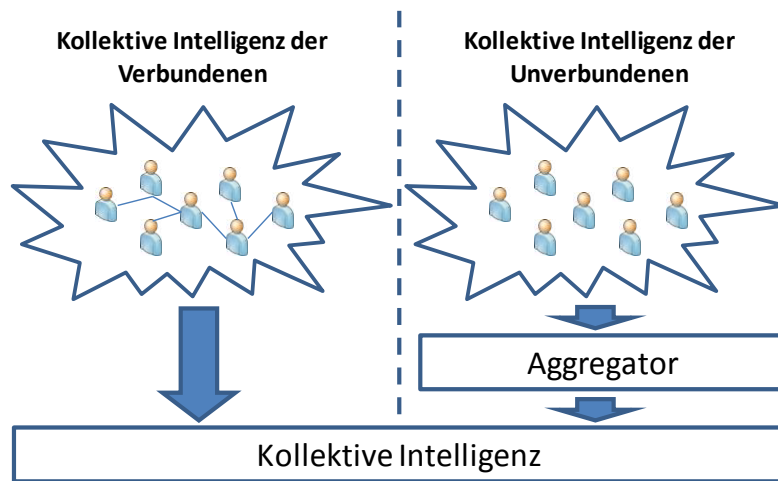 Kollektive Intelligenz der
Verbundenen
Kollektive Intelligenz der
Unverbundenen
Aggregator
Kollektive Intelligenz